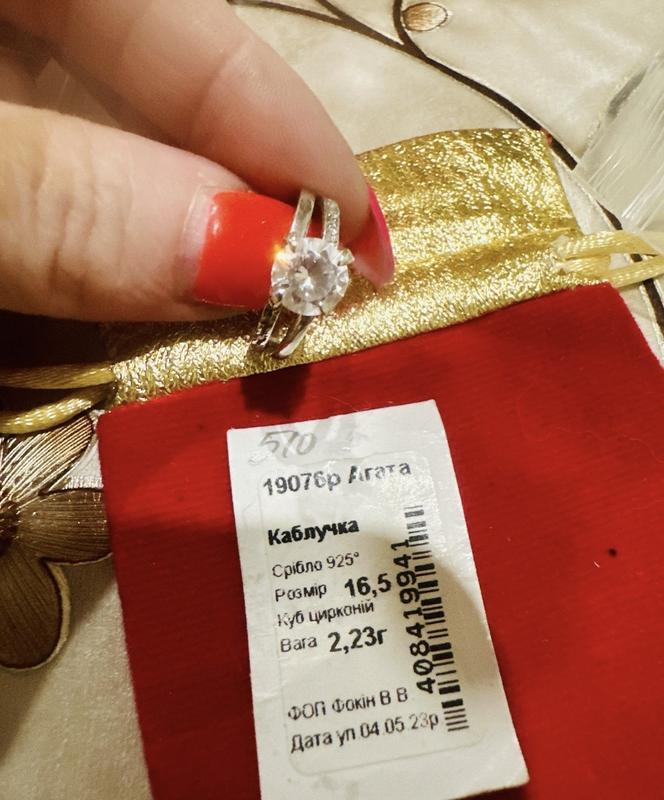 570
19076р Агата
Каблучка
Срібло 925°
Розмір 16,5
Куб цирконій
Вага 2,23г
408419941
ФОП Фокін В В
Дата уп 04.05.23р